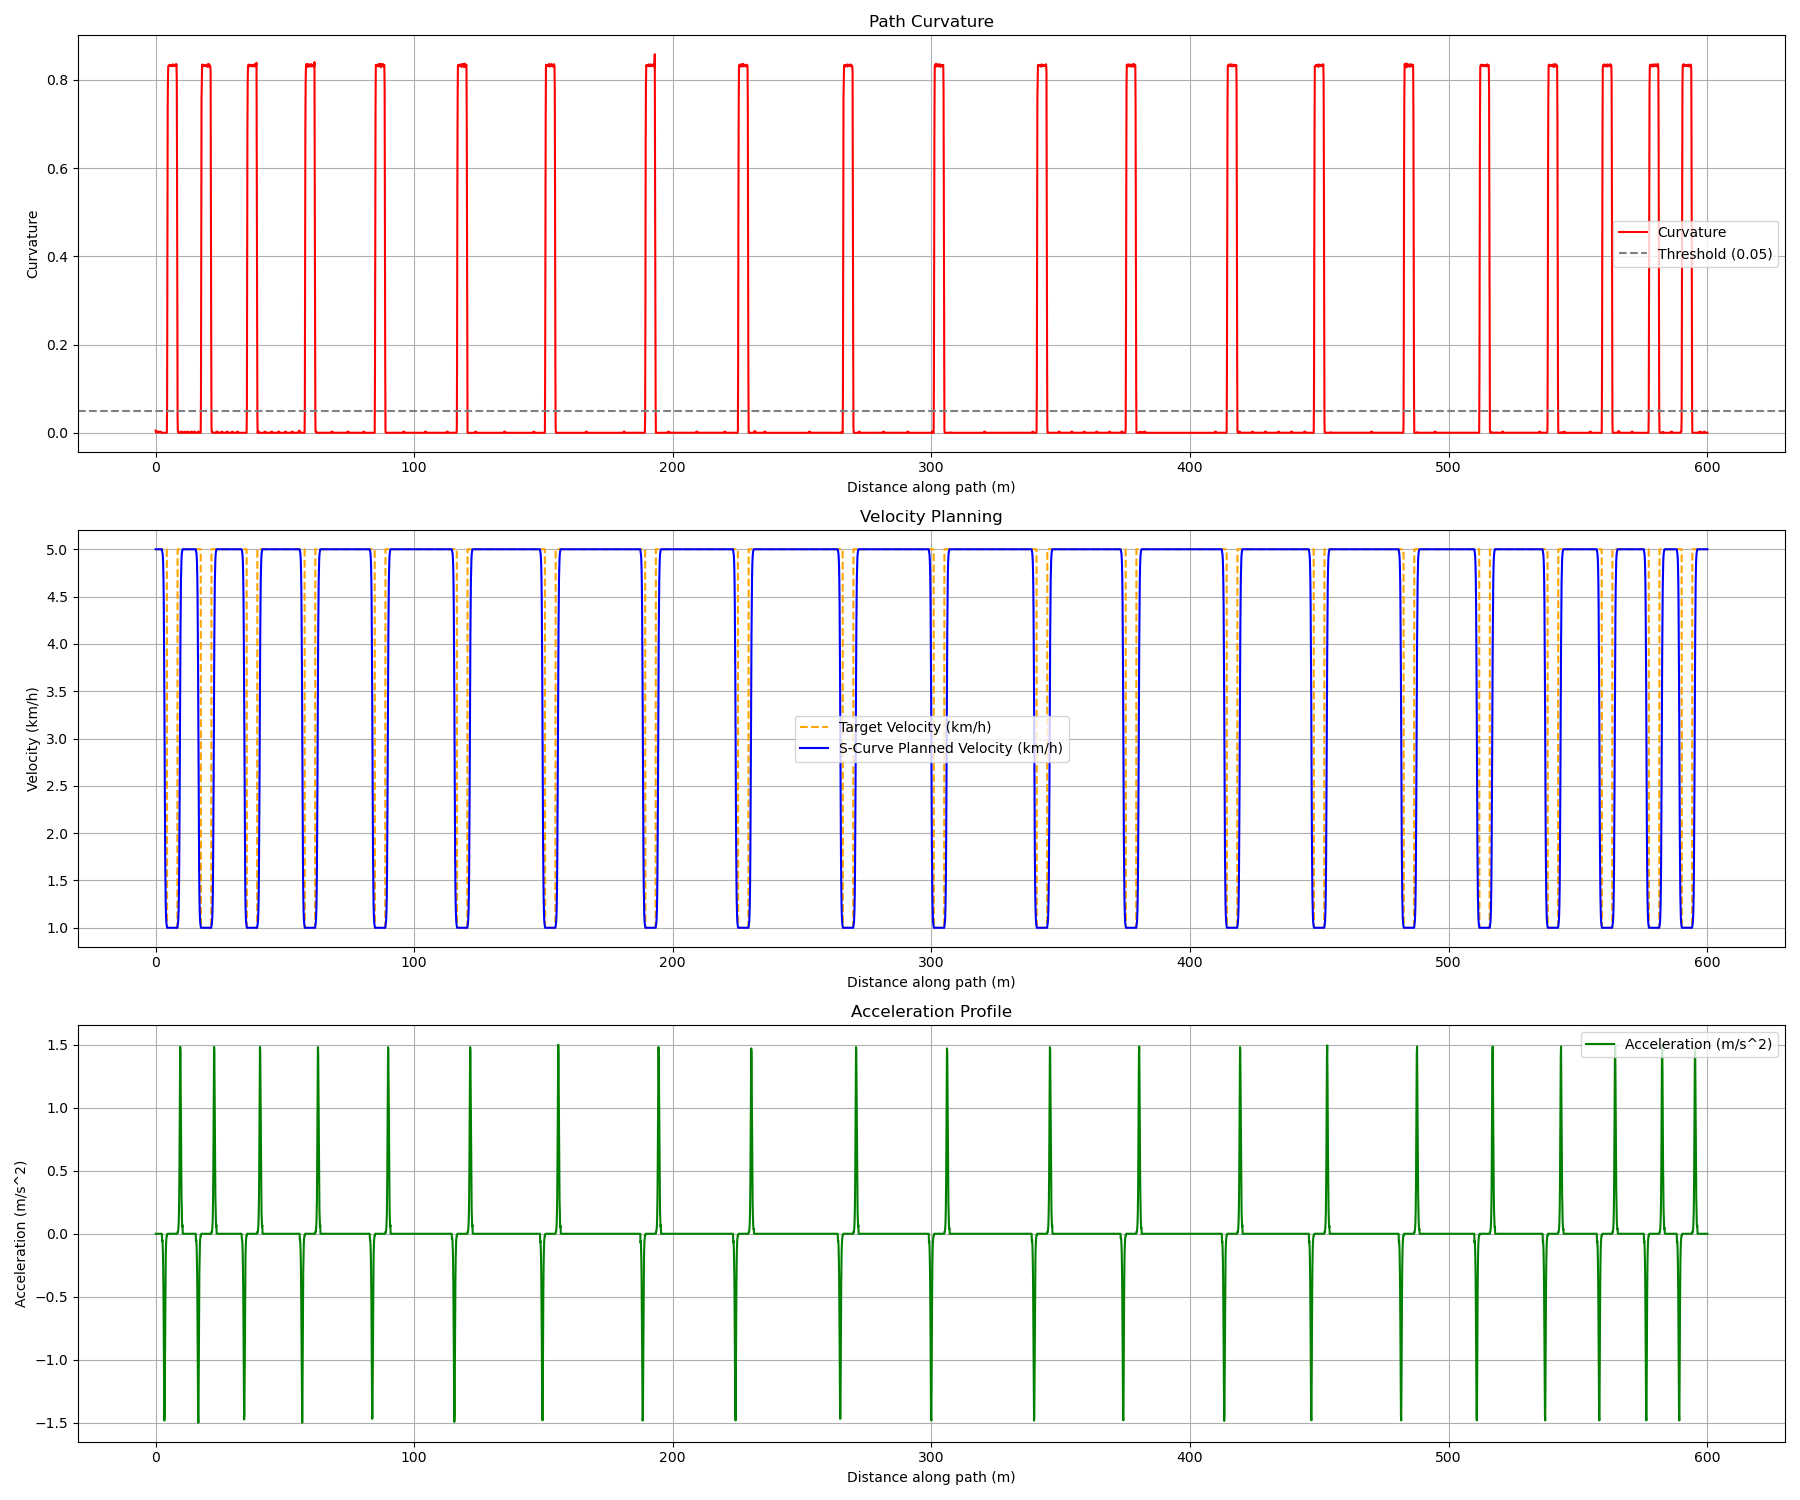 Path Curvature
0.8
0.6
0.4
0.2
0.0
Curvature
Curvature
Threshold (0.05)
0 100 200 300 400 500 600
Distance along path (m)
Velocity Planning
5.0
4.5
4.0
3.5
3.0
2.5
2.0
1.5
1.0
Velocity (km/h)
Target Velocity (km/h)
S-Curve Planned Velocity (km/h)
0 100 200 300 400 500 600
Distance along path (m)
Acceleration Profile
1.5
1.0
0.5
0.0
−0.5
−1.0
−1.5
Acceleration (m/s^2)
Acceleration (m/s^2)
0 100 200 300 400 500 600
Distance along path (m)